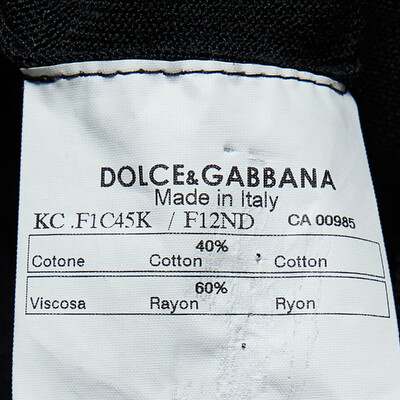 DOLCE&GABBANA
Made in Italy
KC .F1C45K / F12ND CA 00985
40%
Cotone Cotton Cotton
60%
Viscosa Rayon Ryon